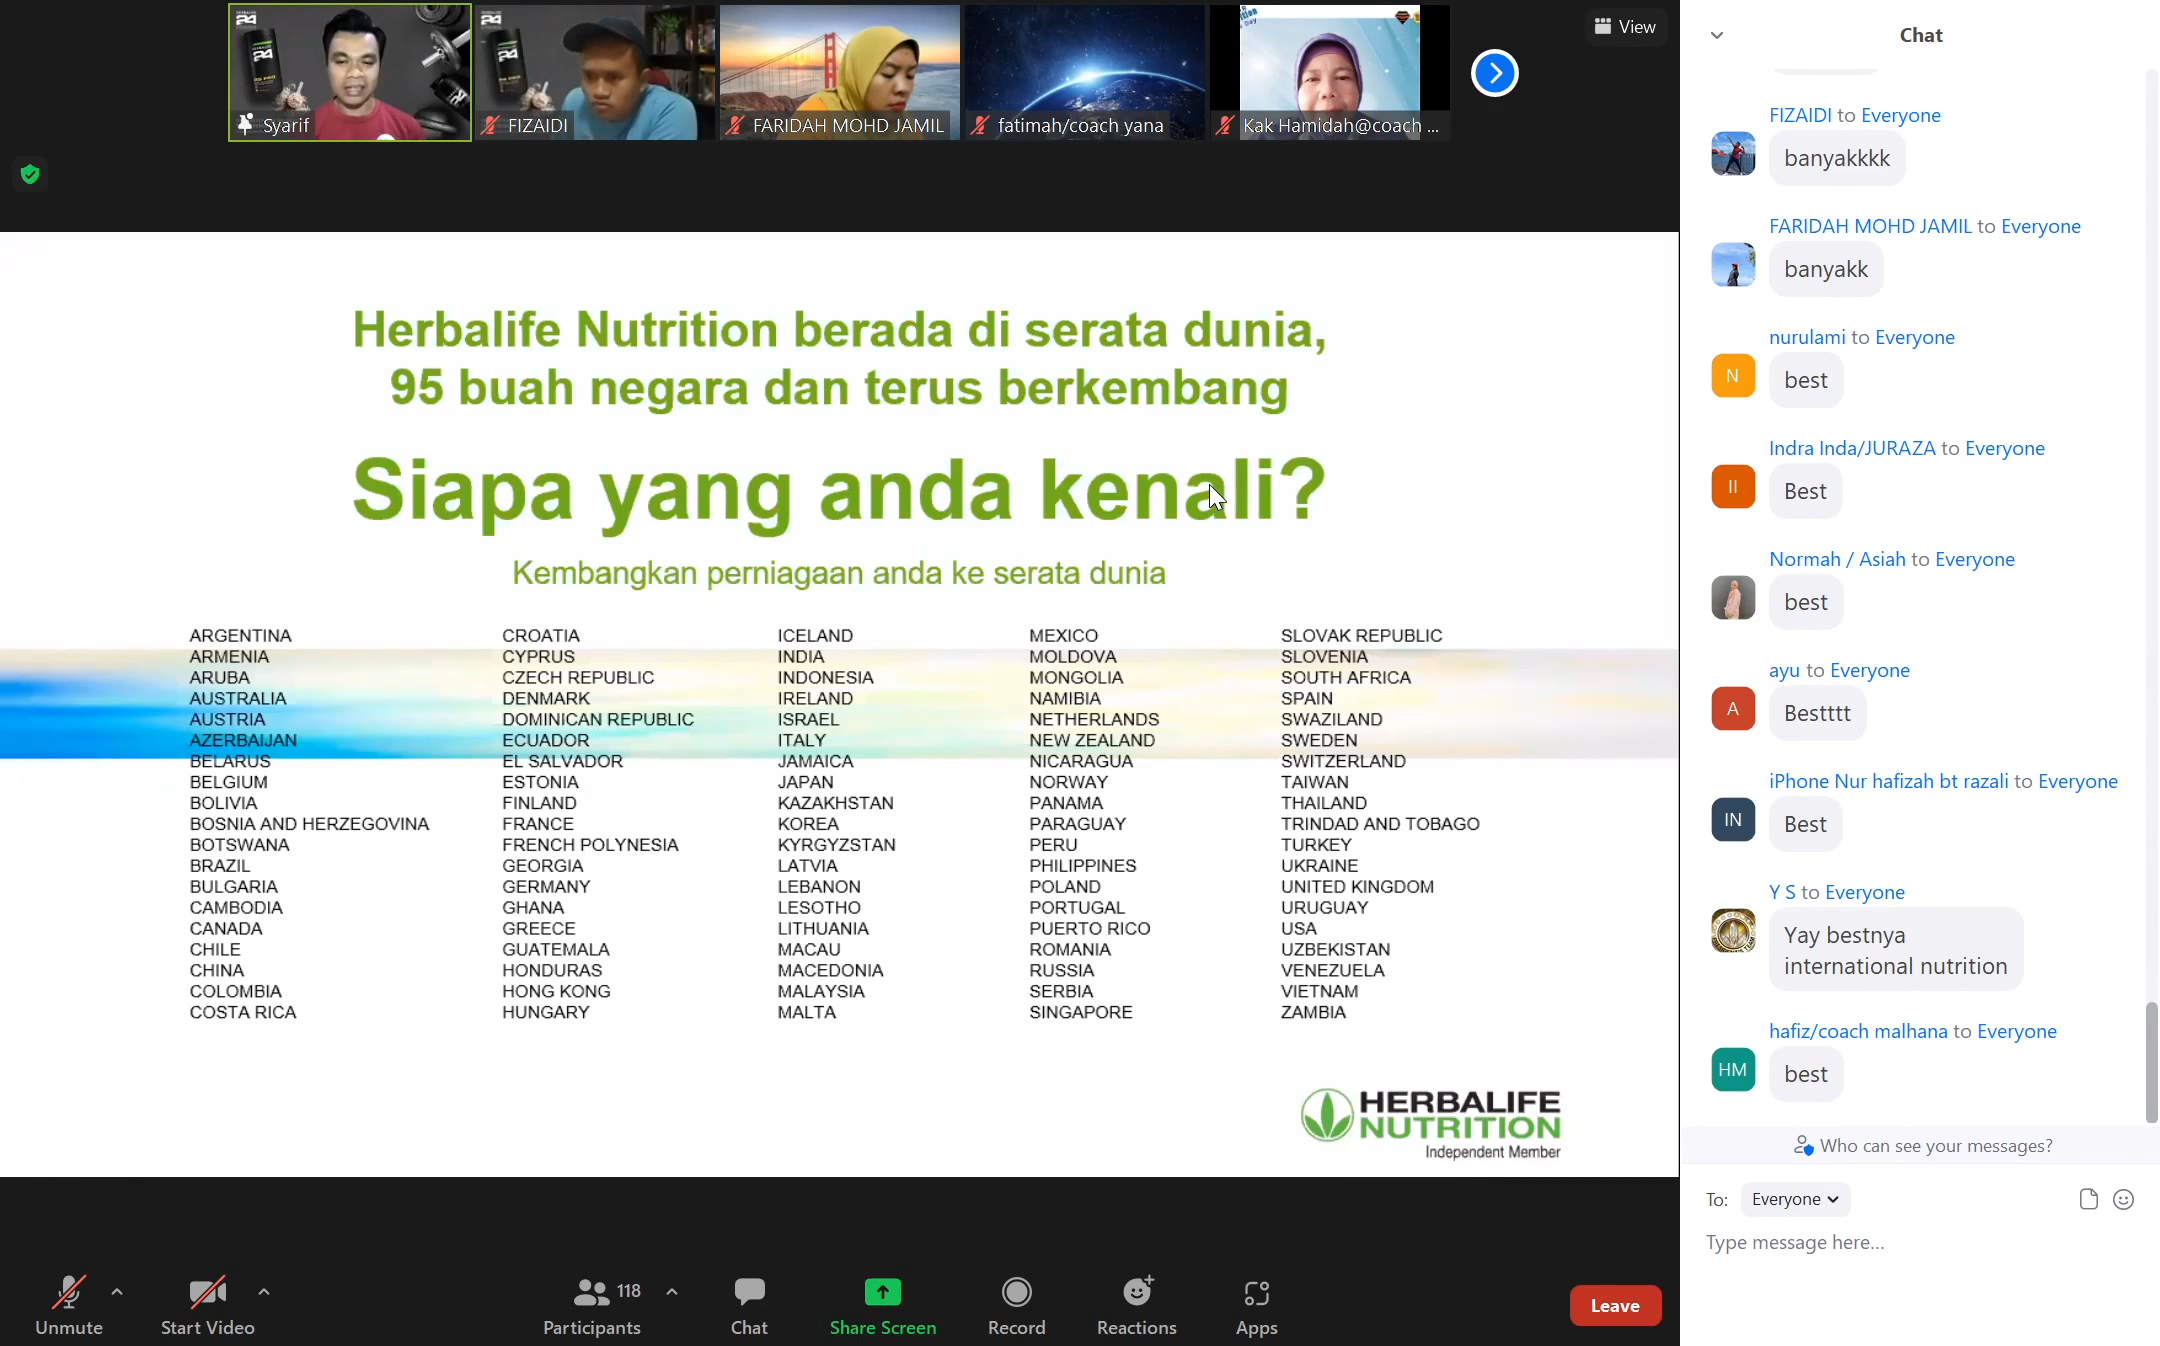 Syarif
FIZAIDI
FARIDAH MOHD JAMIL
fatimah/coach yana
Kak Hamidah@coach ...
View
Herbalife Nutrition berada di serata dunia,
95 buah negara dan terus berkembang
Siapa yang anda kenali?
Kembangkan perniagaan anda ke serata dunia
ARGENTINA
ARMENIA
ARUBA
AUSTRALIA
AUSTRIA
AZERBAIJAN
BELARUS
BELGIUM
BOLIVIA
BOSNIA AND HERZEGOVINA
BOTSWANA
BRAZIL
BULGARIA
CAMBODIA
CANADA
CHILE
CHINA
COLOMBIA
COSTA RICA
CROATIA
CYPRUS
CZECH REPUBLIC
DENMARK
DOMINICAN REPUBLIC
ECUADOR
EL SALVADOR
ESTONIA
FINLAND
FRANCE
FRENCH POLYNESIA
GEORGIA
GERMANY
GHANA
GREECE
GUATEMALA
HONDURAS
HONG KONG
HUNGARY
ICELAND
INDIA
INDONESIA
IRELAND
ISRAEL
ITALY
JAMAICA
JAPAN
KAZAKHSTAN
KOREA
KYRGYZSTAN
LATVIA
LEBANON
LESOTHO
LITHUANIA
MACAU
MACEDONIA
MALAYSIA
MALTA
MEXICO
MOLDOVA
MONGOLIA
NAMIBIA
NETHERLANDS
NEW ZEALAND
NICARAGUA
NORWAY
PANAMA
PARAGUAY
PERU
PHILIPPINES
POLAND
PORTUGAL
PUERTO RICO
ROMANIA
RUSSIA
SERBIA
SINGAPORE
SLOVAK REPUBLIC
SLOVENIA
SOUTH AFRICA
SPAIN
SWAZILAND
SWEDEN
SWITZERLAND
TAIWAN
THAILAND
TRINDAD AND TOBAGO
TURKEY
UKRAINE
UNITED KINGDOM
URUGUAY
USA
UZBEKISTAN
VENEZUELA
VIETNAM
ZAMBIA
HERBALIFE
NUTRITION
Independent Member
Unmute
Start Video
118
Participants
Chat
Share Screen
Record
Reactions
Apps
Leave
Chat
FIZAIDI to Everyone
banyakkkk
FARIDAH MOHD JAMIL to Everyone
banyakk
nurulami to Everyone
N
best
Indra Inda/JURAZA to Everyone
II
Best
Normah / Asiah to Everyone
best
ayu to Everyone
A
Bestttt
iPhone Nur hafizah bt razali to Everyone
IN
Best
Y S to Everyone
Yay bestnya
international nutrition
hafiz/coach malhana to Everyone
HM
best
Who can see your messages?
To: Everyone
Type message here...